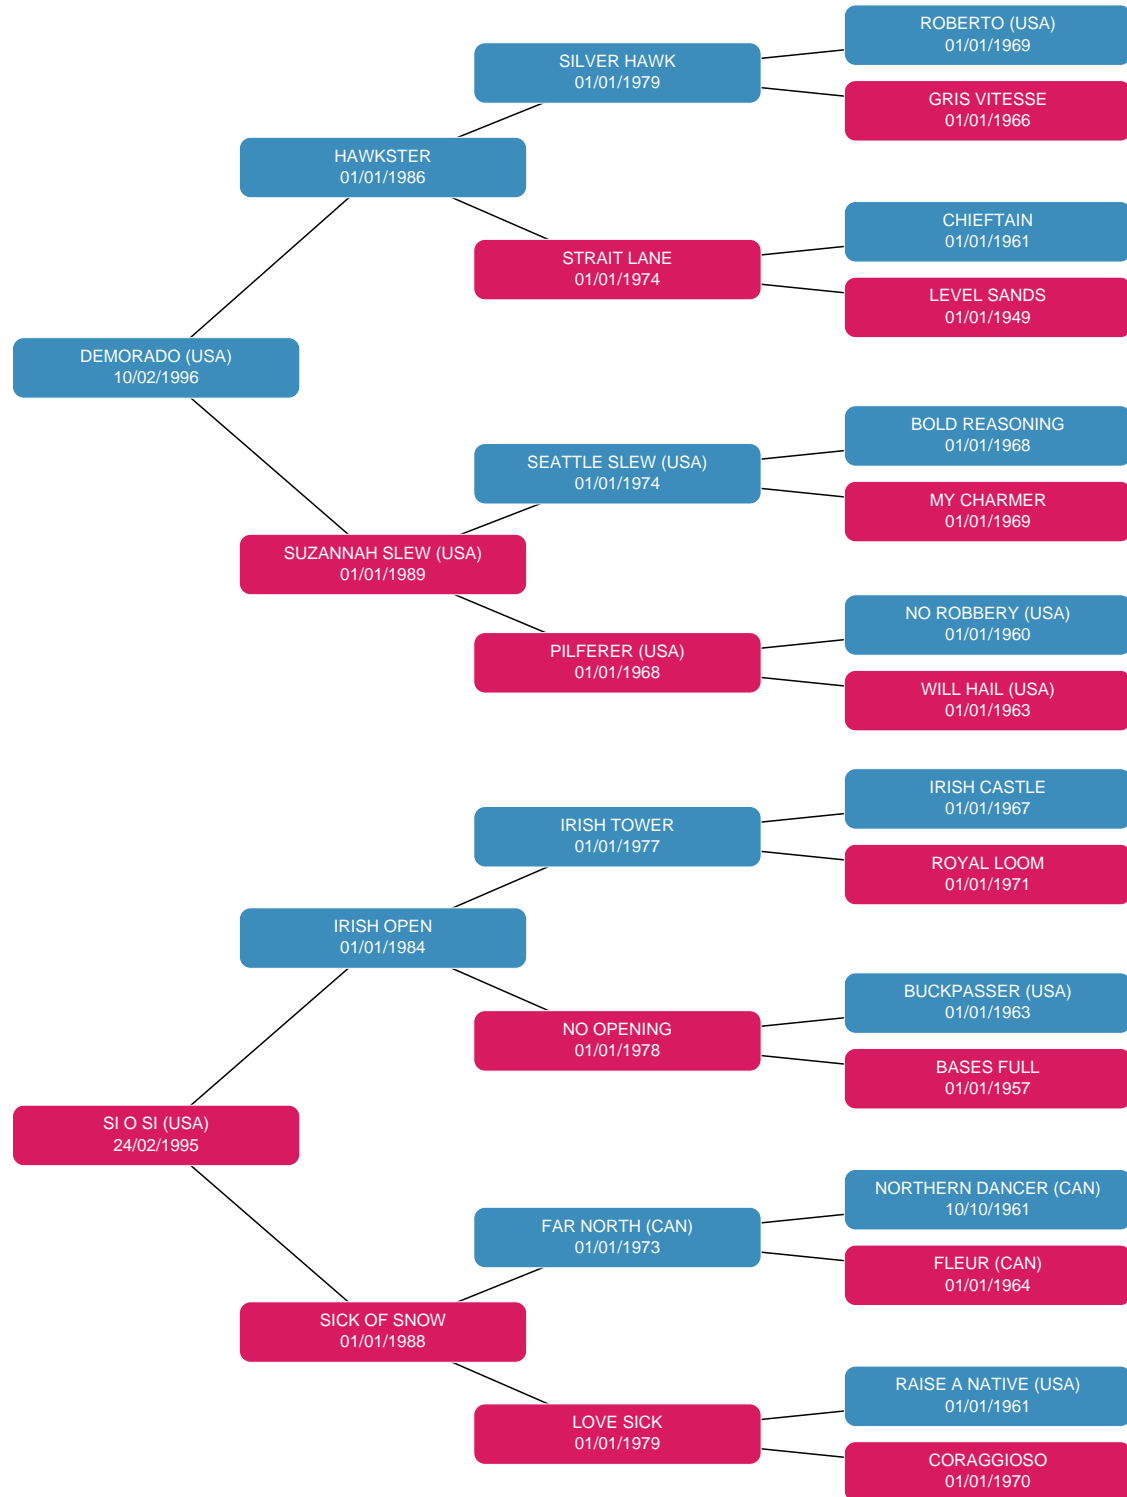 ROBERTO (USA)
01/01/1969
SILVER HAWK
01/01/1979
GRIS VITESSE
01/01/1966
HAWKSTER
01/01/1986
CHIEFTAIN
01/01/1961
STRAIT LANE
01/01/1974
LEVEL SANDS
01/01/1949
DEMORADO (USA)
10/02/1996
BOLD REASONING
01/01/1968
SEATTLE SLEW (USA)
01/01/1974
MY CHARMER
01/01/1969
SUZANNAH SLEW (USA)
01/01/1989
NO ROBBERY (USA)
01/01/1960
PILFERER (USA)
01/01/1968
WILL HAIL (USA)
01/01/1963
IRISH CASTLE
01/01/1967
IRISH TOWER
01/01/1977
ROYAL LOOM
01/01/1971
IRISH OPEN
01/01/1984
BUCKPASSER (USA)
01/01/1963
NO OPENING
01/01/1978
BASES FULL
01/01/1957
SI O SI (USA)
24/02/1995
NORTHERN DANCER (CAN)
10/10/1961
FAR NORTH (CAN)
01/01/1973
FLEUR (CAN)
01/01/1964
SICK OF SNOW
01/01/1988
RAISE A NATIVE (USA)
01/01/1961
LOVE SICK
01/01/1979
CORAGGIOSO
01/01/1970